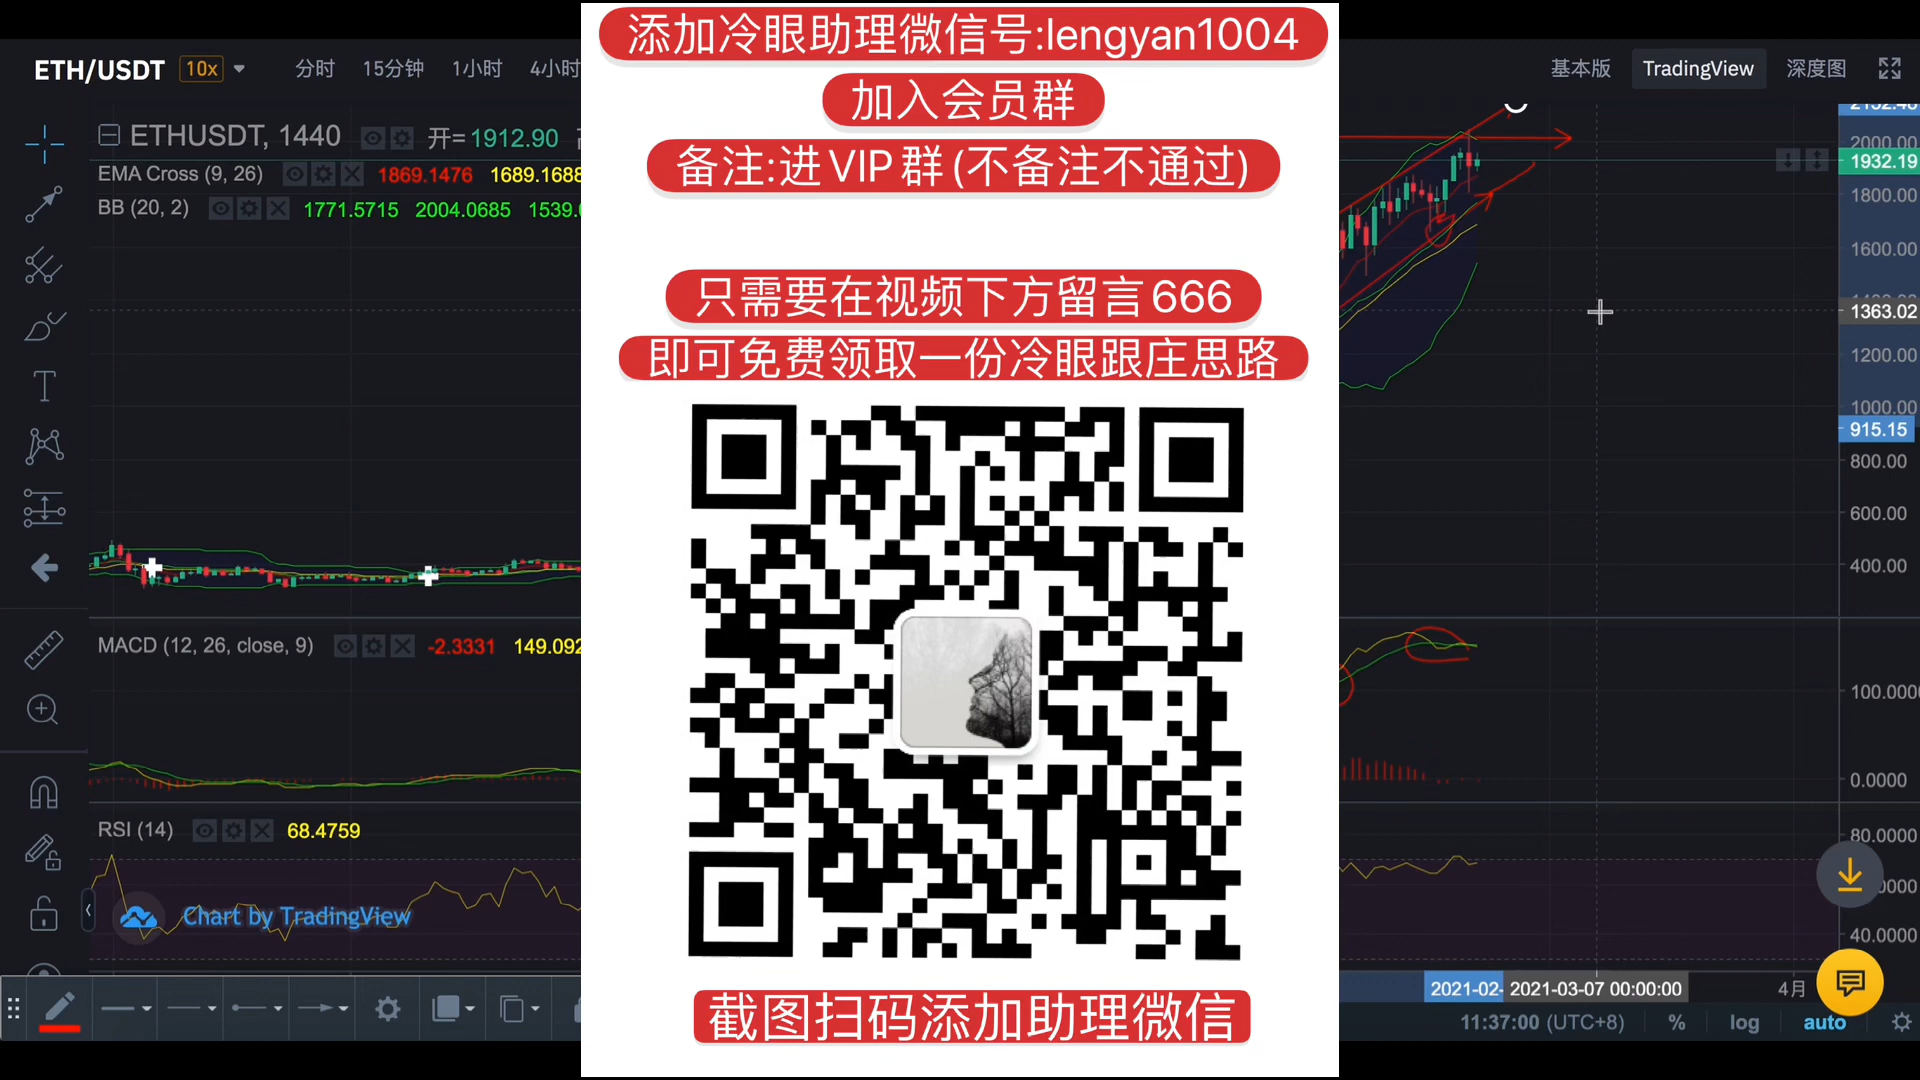 添加冷眼助理微信号:lengyan1004
加入会员群
备注:进VIP群(不备注不通过)
只需要在视频下方留言666
即可免费领取一份冷眼跟庄思路
截图扫码添加助理微信
ETH/USDT 10x 分时 15分钟 1小时 4小时
基本版 TradingView 深度图
ETHUSDT, 1440 开=1912.90
EMA Cross (9, 26) 1869.1476 1689.1688
BB (20, 2) 1771.5715 2004.0685 1539.
MACD (12, 26, close, 9) -2.3331 149.092
RSI (14) 68.4759
Chart by TradingView
2000.00
1932.19
1800.00
1600.00
1363.02
1200.00
1000.00
915.15
800.00
600.00
400.00
100.0000
0.0000
80.0000
40.0000
2021-02- 2021-03-07 00:00:00 4月
11:37:00 (UTC+8) % log auto